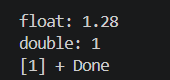 float: 1.28
double: 1
[1] + Done